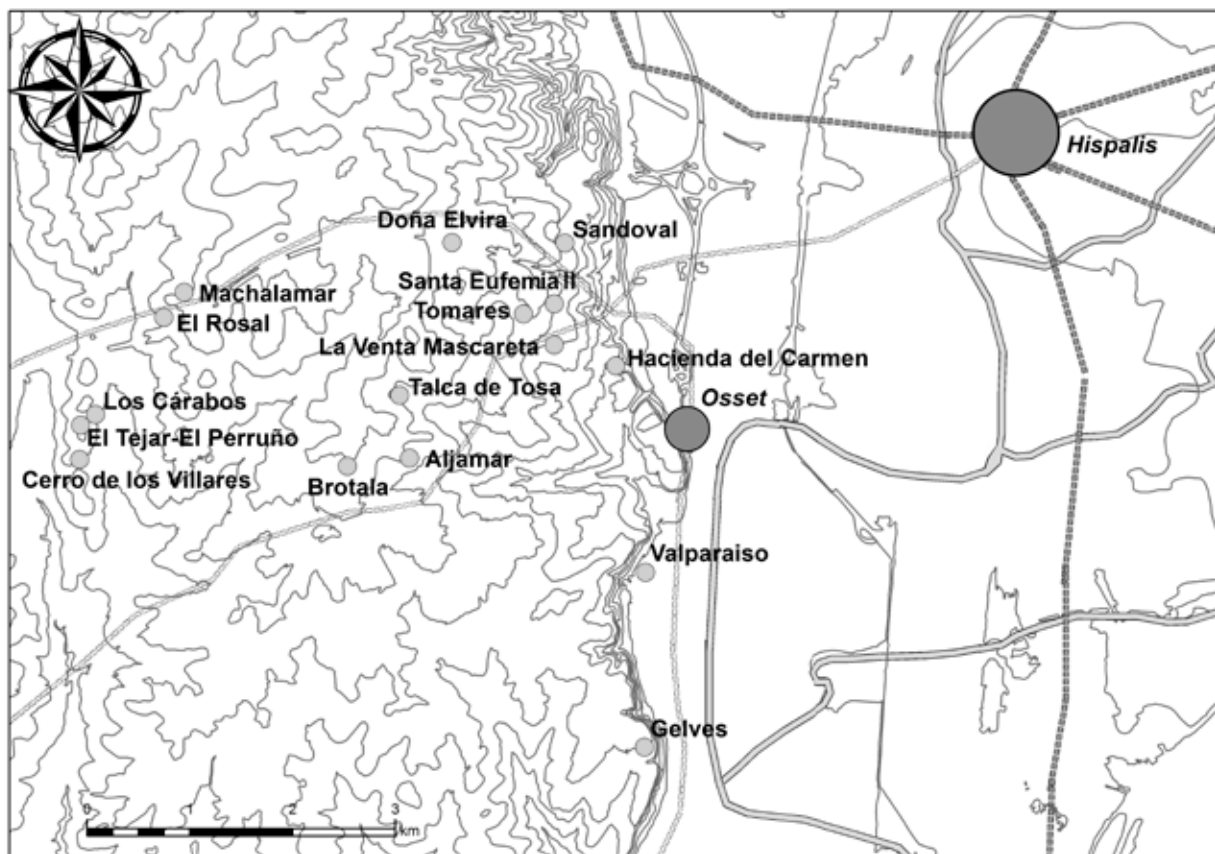 Hispalis
Doña Elvira
Sandoval
Santa Eufemia II
Machalamar
Tomares
El Rosal
La Venta Mascareta
Hacienda del Carmen
Talca de Tosa
Osset
Los Cárabos
El Tejar-El Perruño
Aljamar
Cerro de los Villares
Brotala
Valparaiso
Gelves
0 1 2 3
km